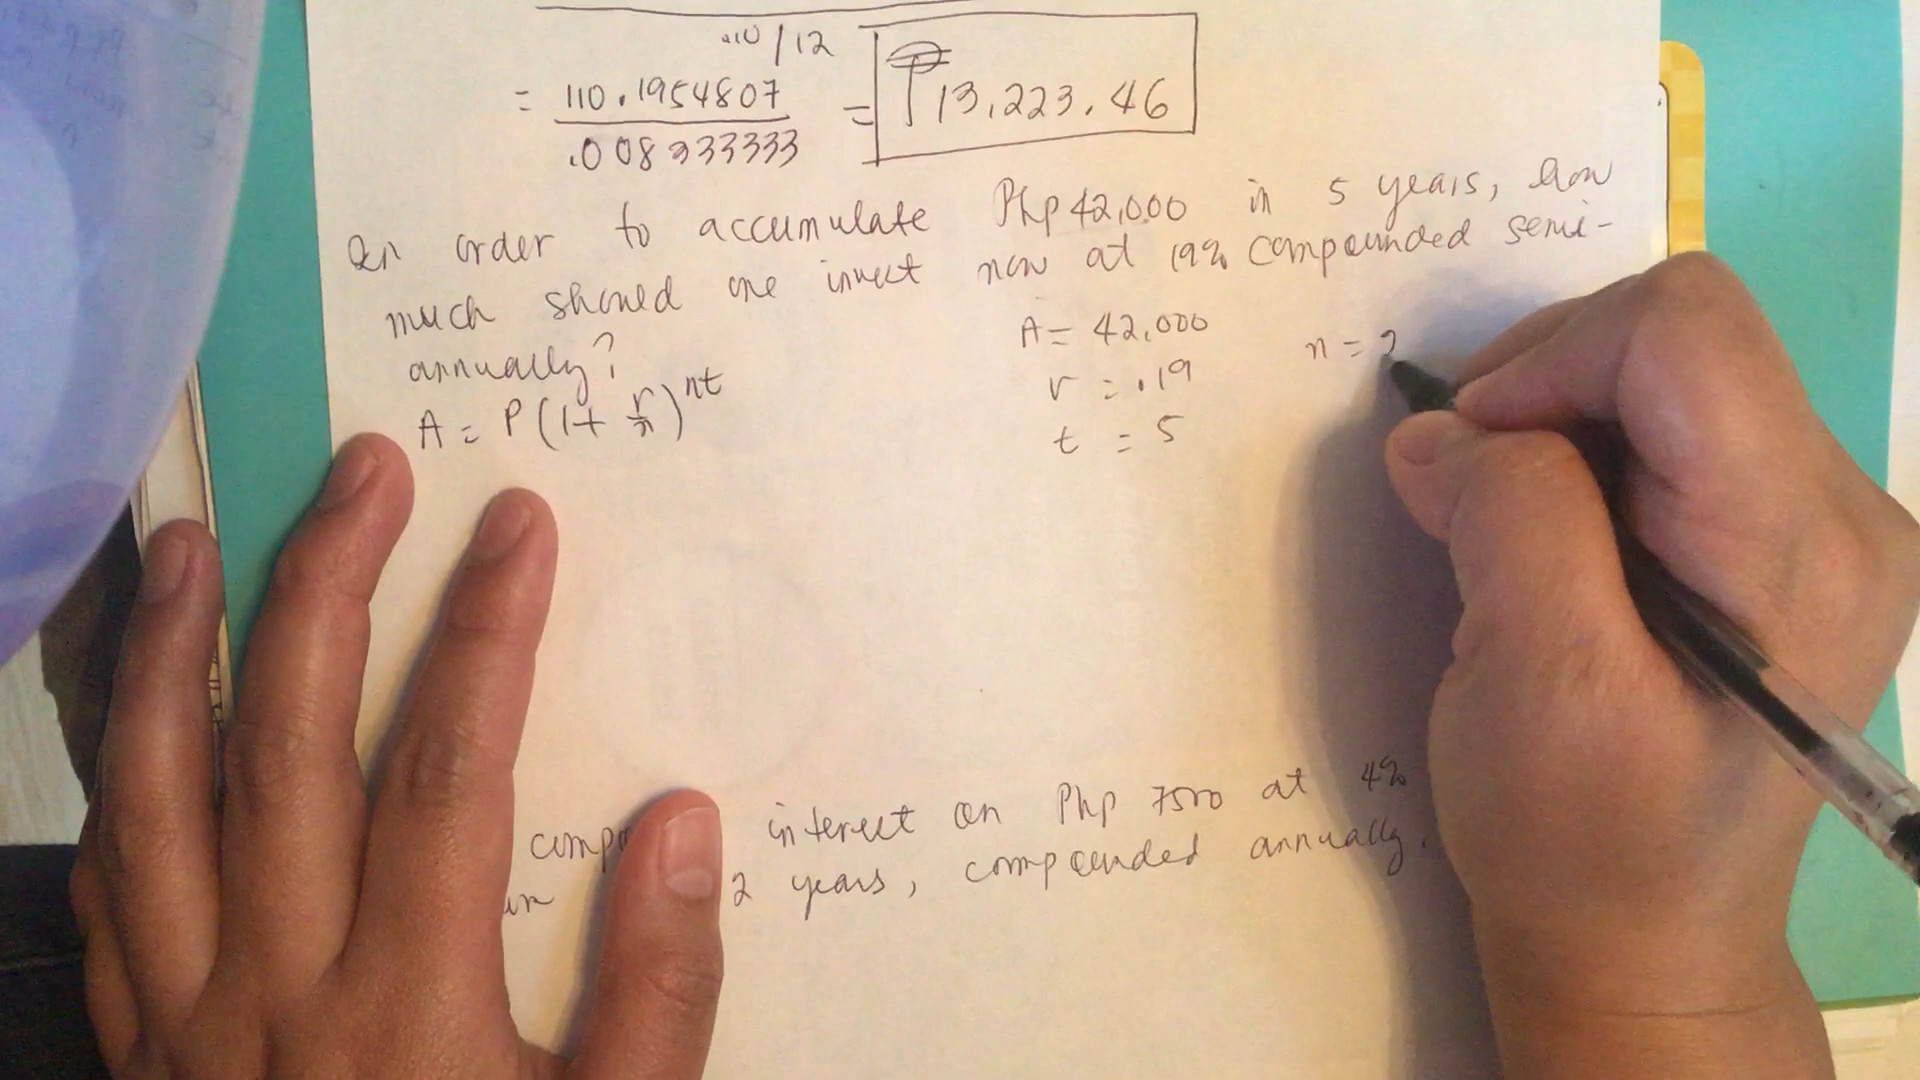 .10/12
= 110.1954807 / .008333333 = ₱13,223.46
In order to accumulate Php 42,000 in 5 years, how
much should one invest now at 19% compounded semi-
annually?
A = 42,000
n = 2
r = .19
A = P(1 + r/n)^nt
t = 5
interest on Php 7500 at 4%
2 years, compounded annually.